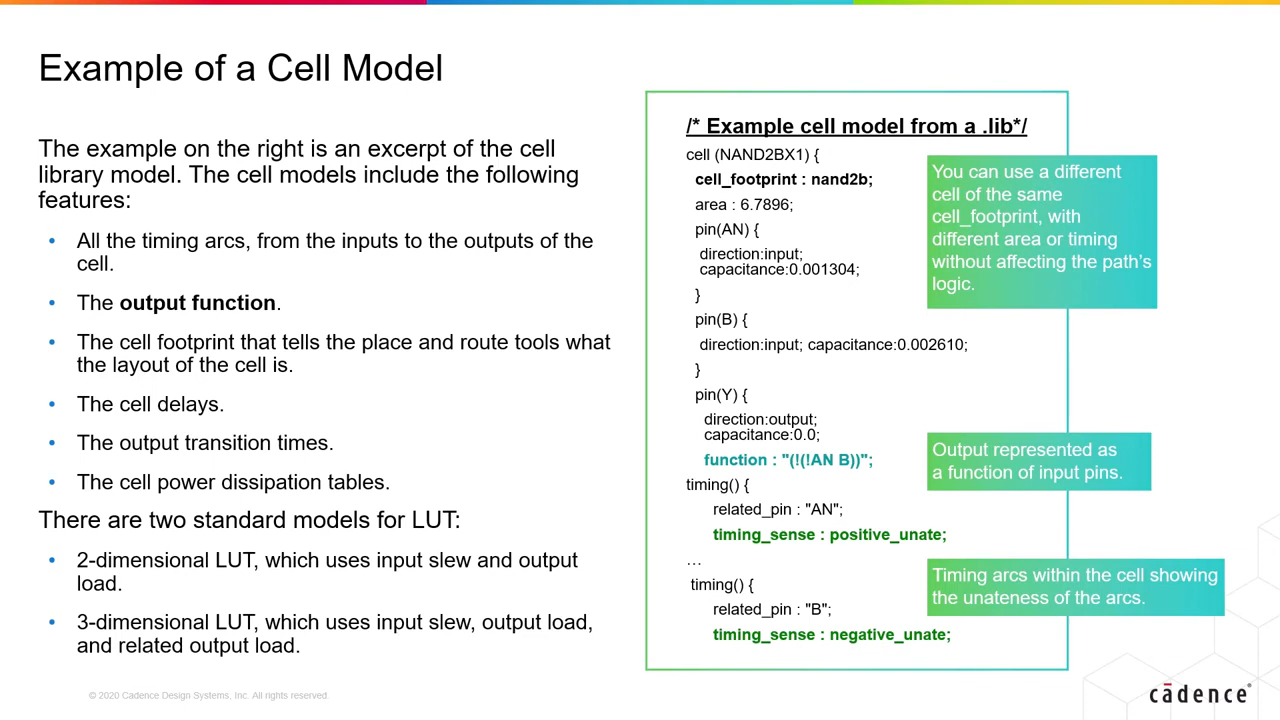 Example of a Cell Model
The example on the right is an excerpt of the cell
library model. The cell models include the following
features:
• All the timing arcs, from the inputs to the outputs of the
cell.
• The output function.
• The cell footprint that tells the place and route tools what
the layout of the cell is.
• The cell delays.
• The output transition times.
• The cell power dissipation tables.
There are two standard models for LUT:
• 2-dimensional LUT, which uses input slew and output
load.
• 3-dimensional LUT, which uses input slew, output load,
and related output load.
/* Example cell model from a .lib*/
cell (NAND2BX1) {
cell_footprint : nand2b;
area : 6.7896;
pin(AN) {
direction:input;
capacitance:0.001304;
}
pin(B) {
direction:input; capacitance:0.002610;
}
pin(Y) {
direction:output;
capacitance:0.0;
function : "(!(!AN B))";
timing() {
related_pin : "AN";
timing_sense : positive_unate;
…
timing() {
related_pin : "B";
timing_sense : negative_unate;
You can use a different
cell of the same
cell_footprint, with
different area or timing
without affecting the path's
logic.
Output represented as
a function of input pins.
Timing arcs within the cell showing
the unateness of the arcs.
© 2020 Cadence Design Systems, Inc. All rights reserved.
cādence®